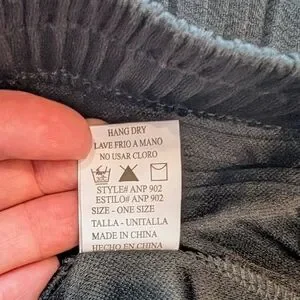 HANG DRY
LAVE FRIO A MANO
NO USAR CLORO
STYLE# ANP 902
ESTILO# ANP 902
SIZE - ONE SIZE
TALLA - UNITALLA
MADE IN CHINA
HECHO EN CHINA